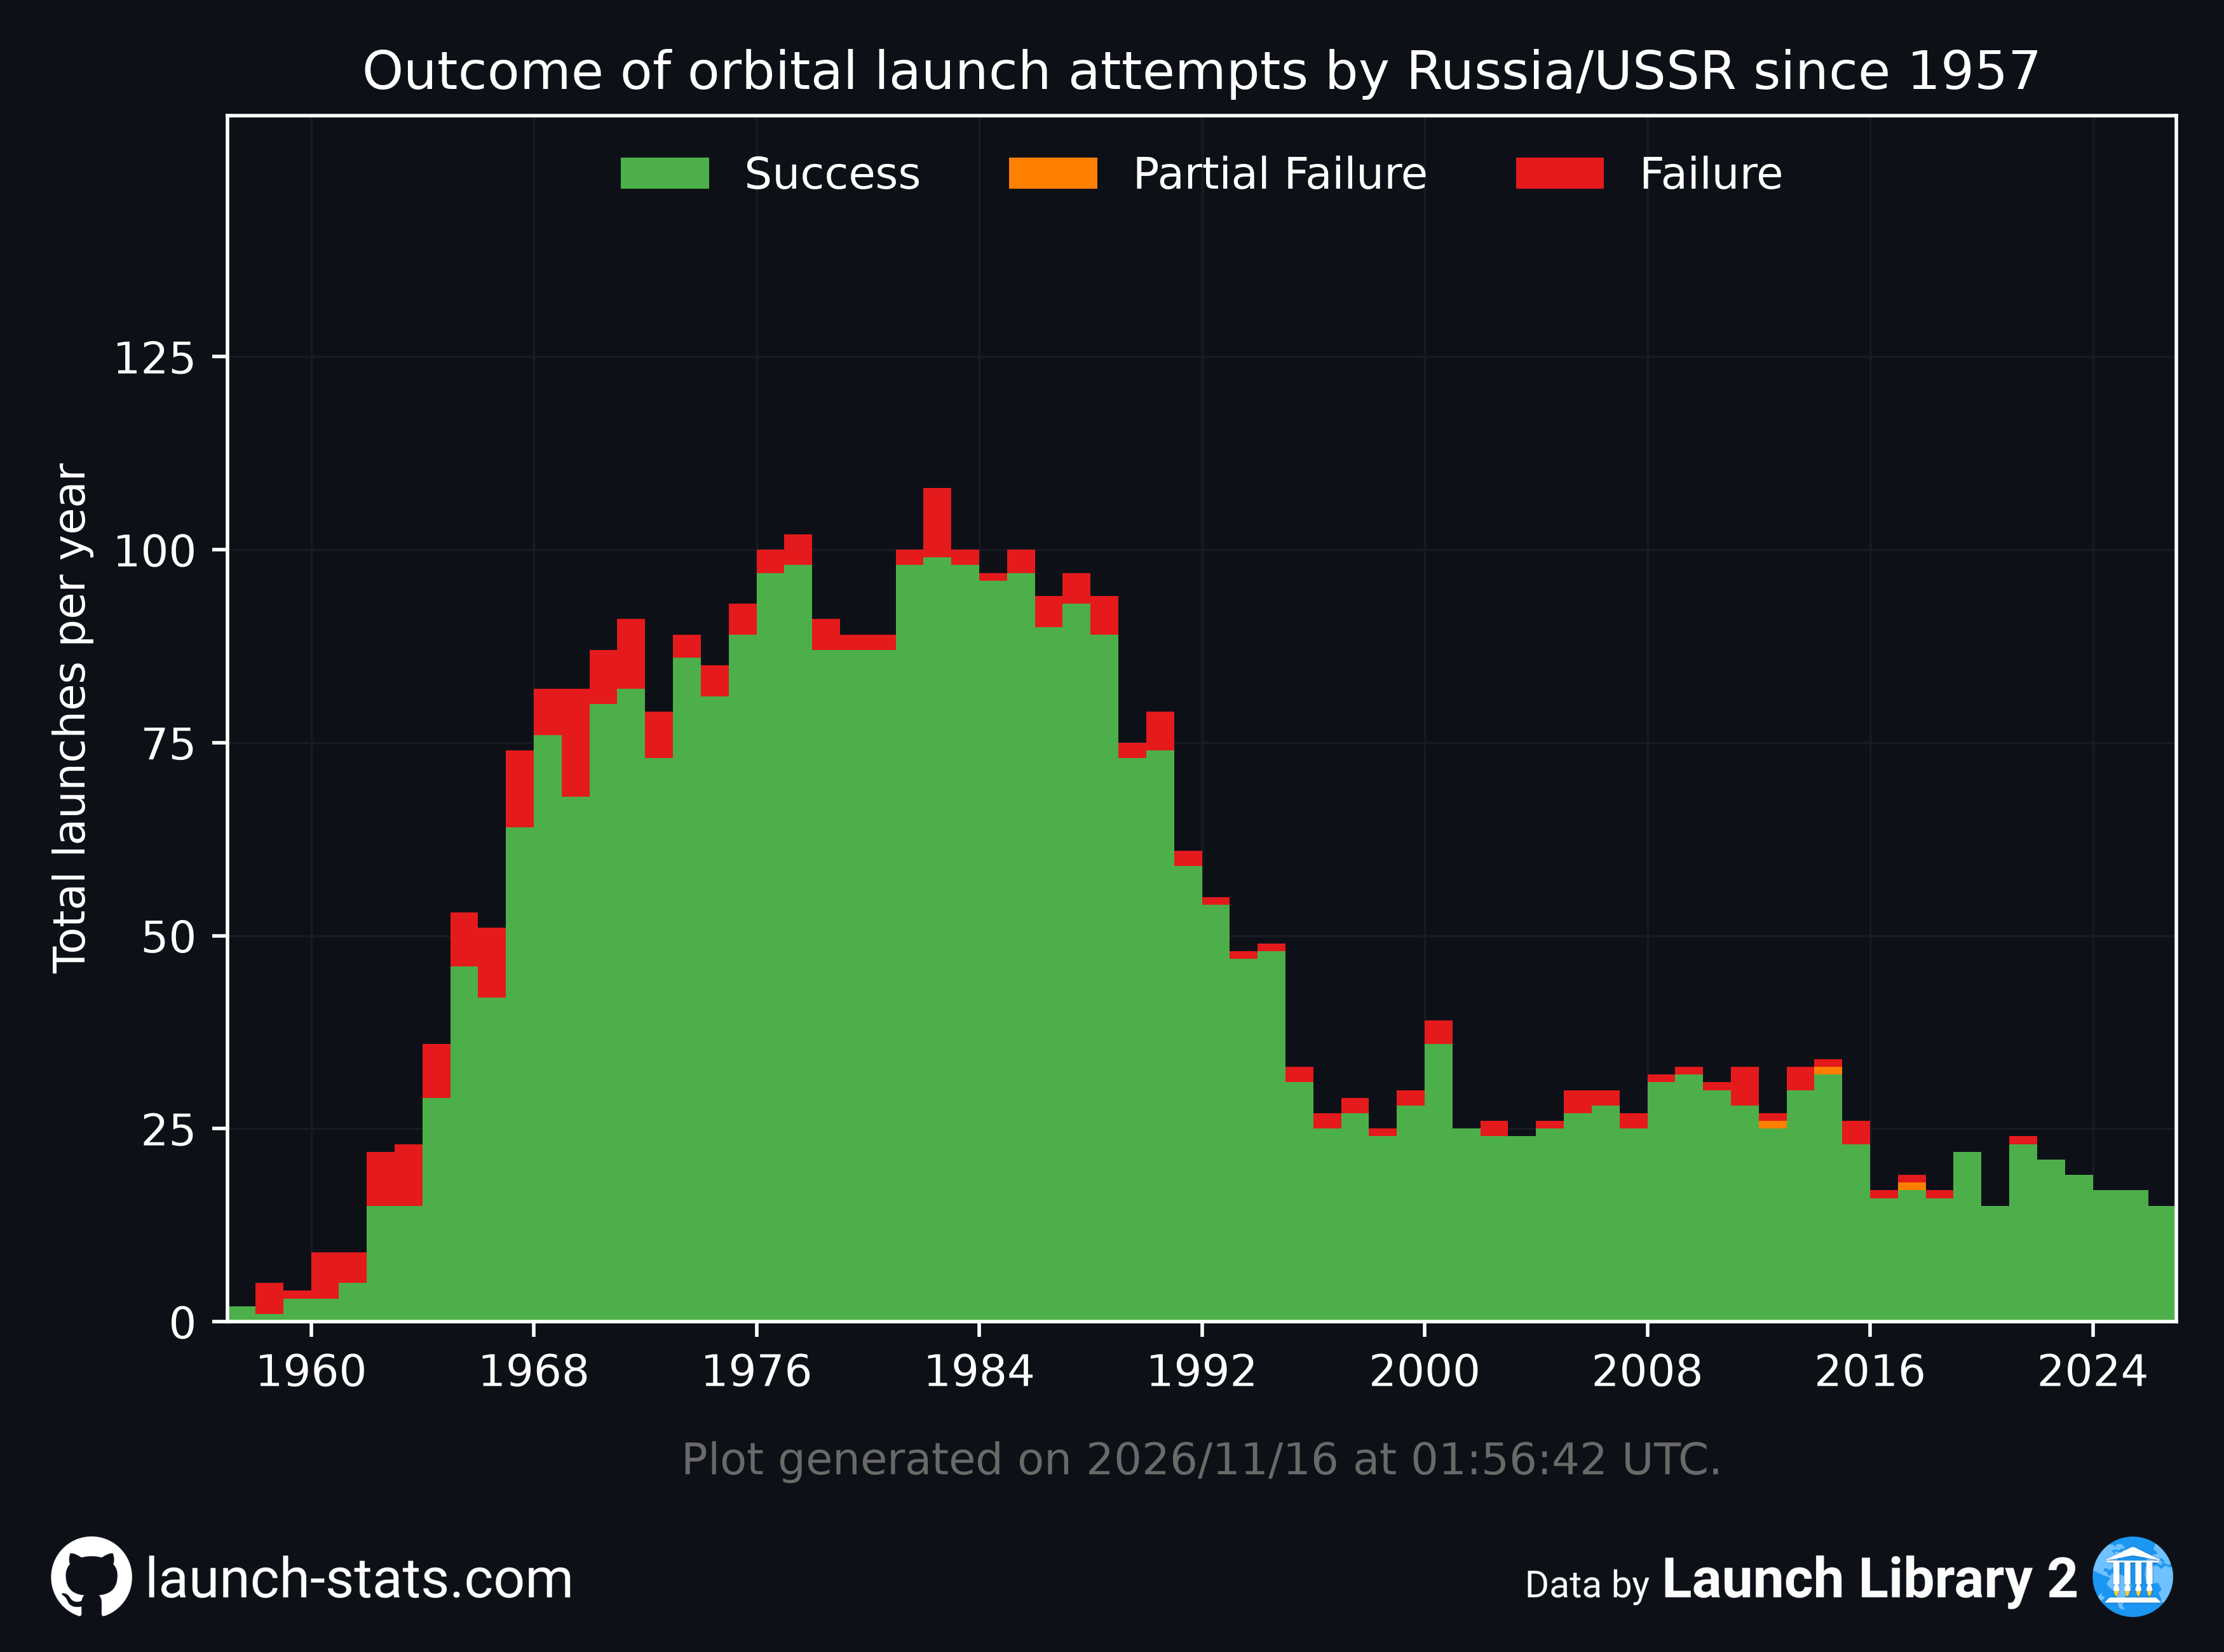 Outcome of orbital launch attempts by Russia/USSR since 1957
Success Partial Failure Failure
Total launches per year
125
100
75
50
25
0
1960 1968 1976 1984 1992 2000 2008 2016 2024
Plot generated on 2026/11/16 at 01:56:42 UTC.
launch-stats.com
Data by Launch Library 2